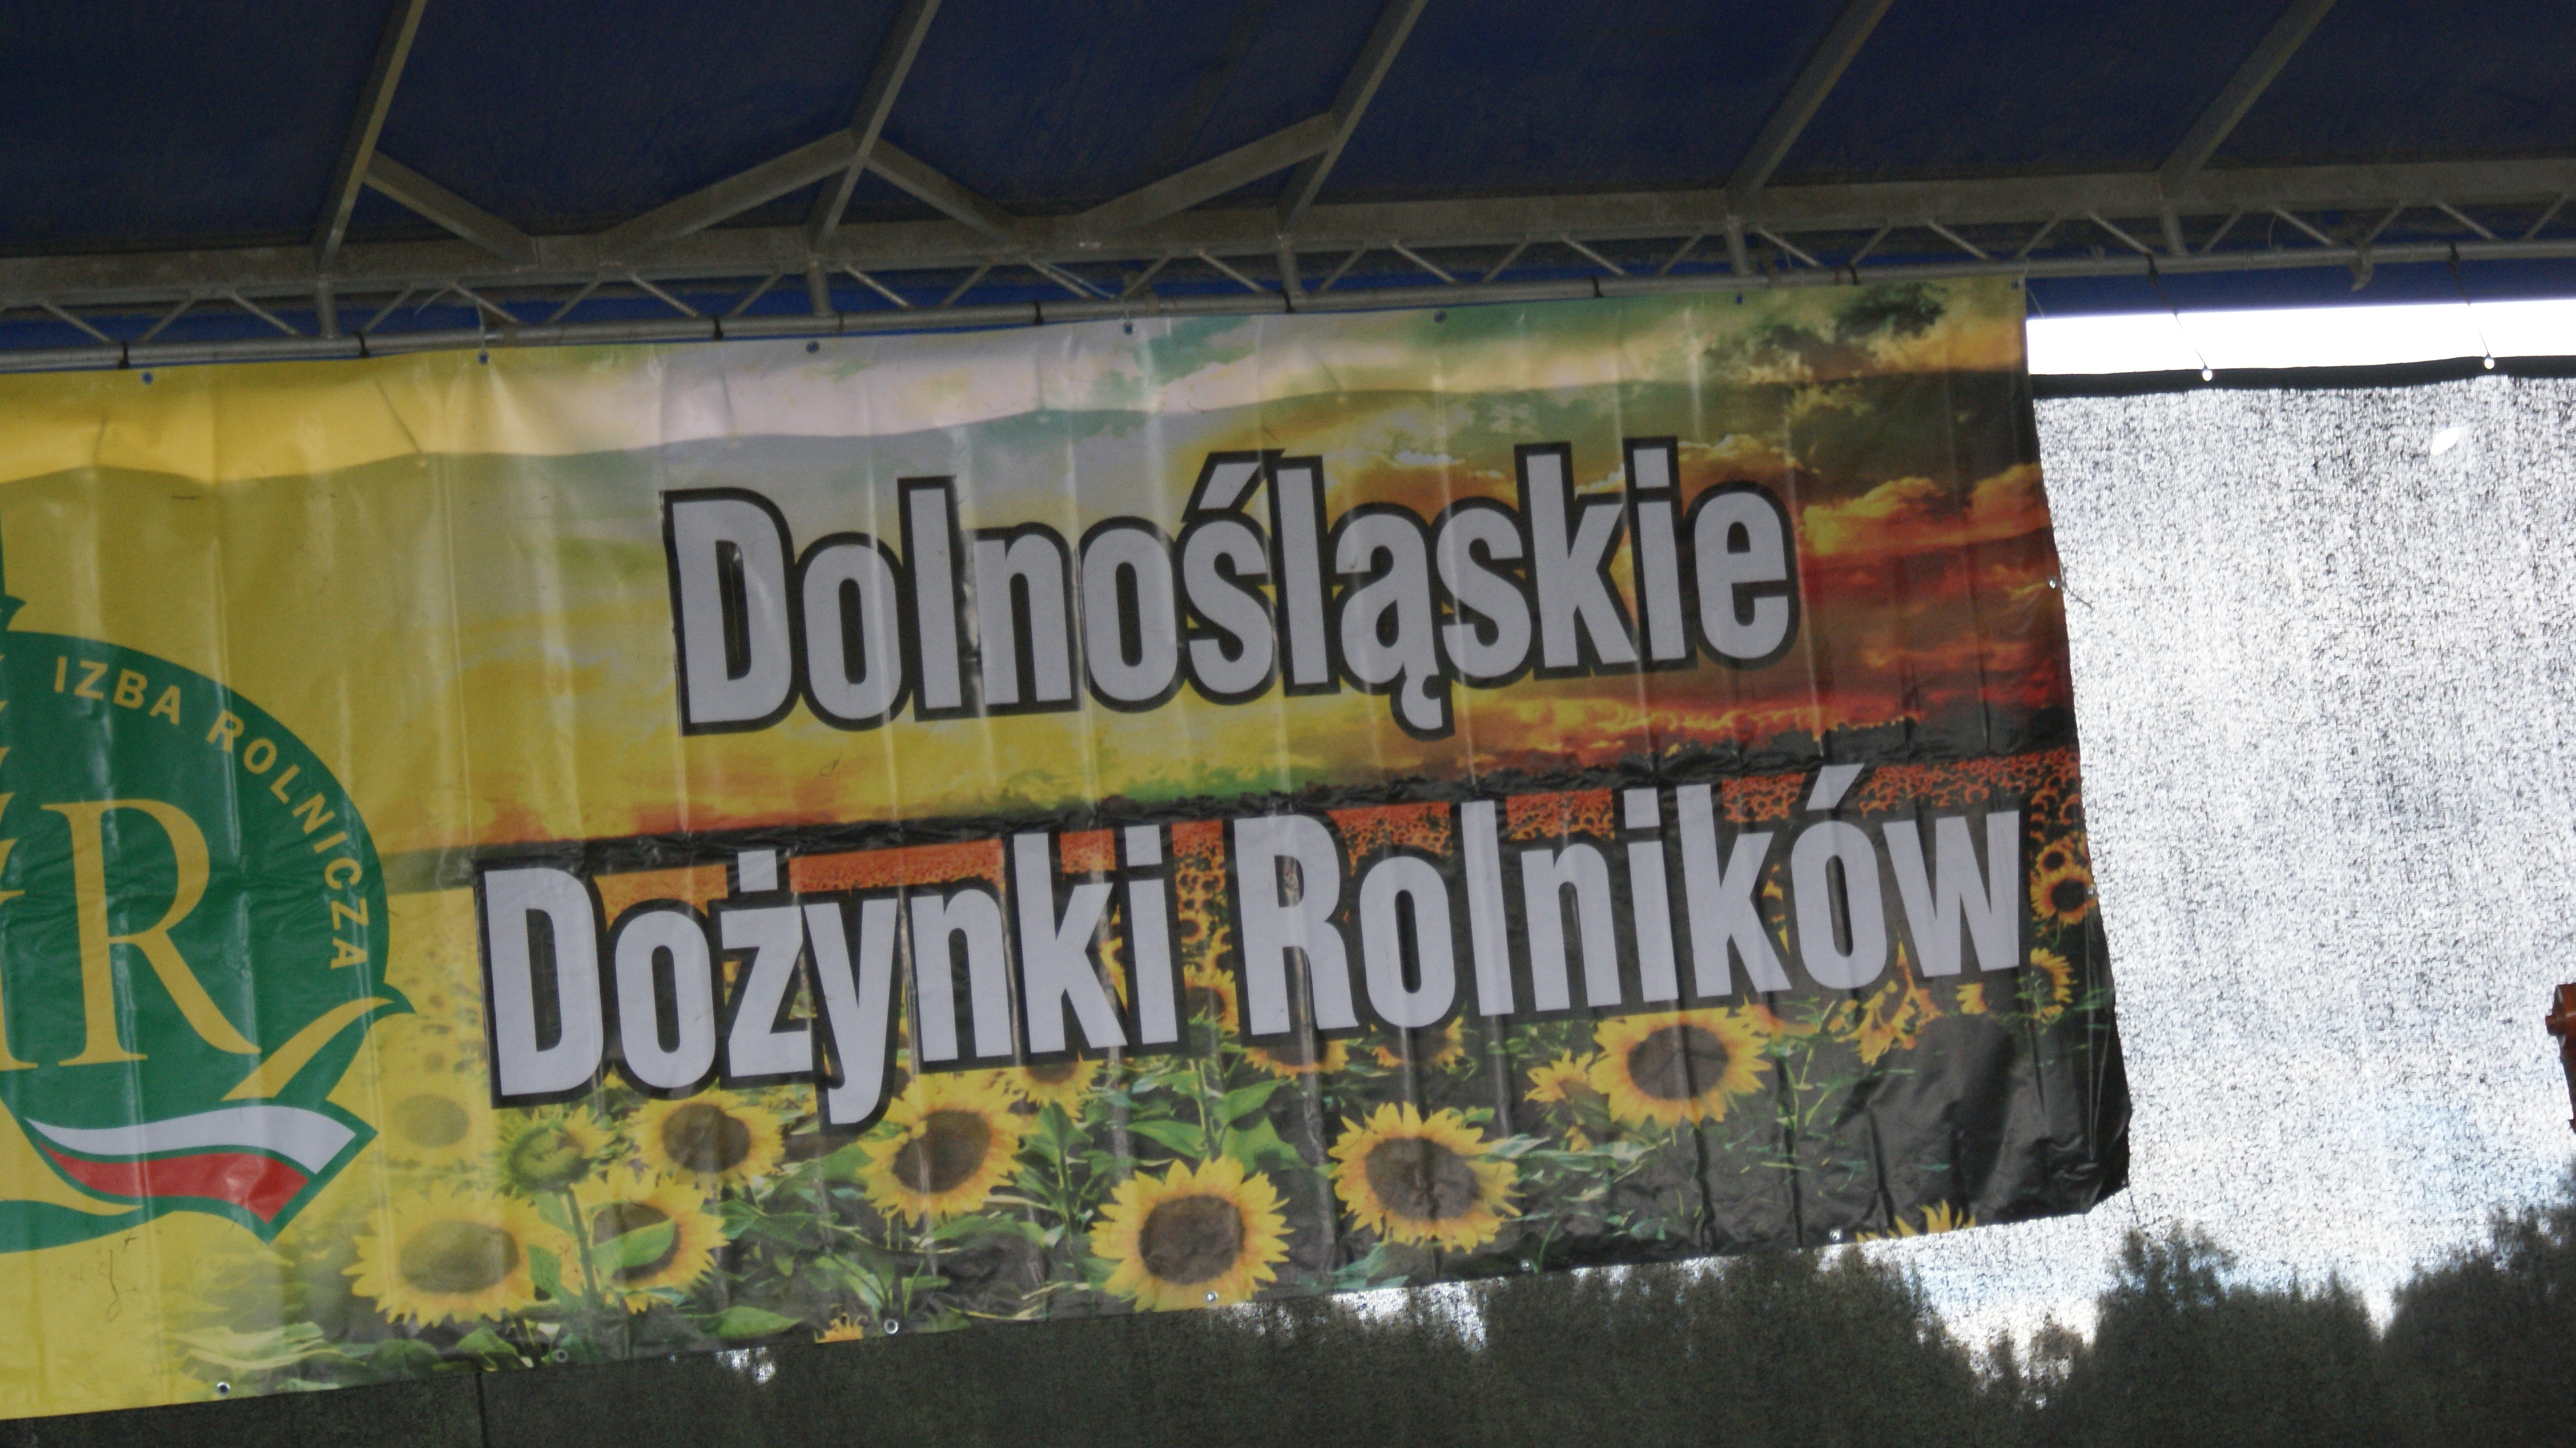 IZBA ROLNICZA
R
Dolnośląskie
Dożynki Rolników